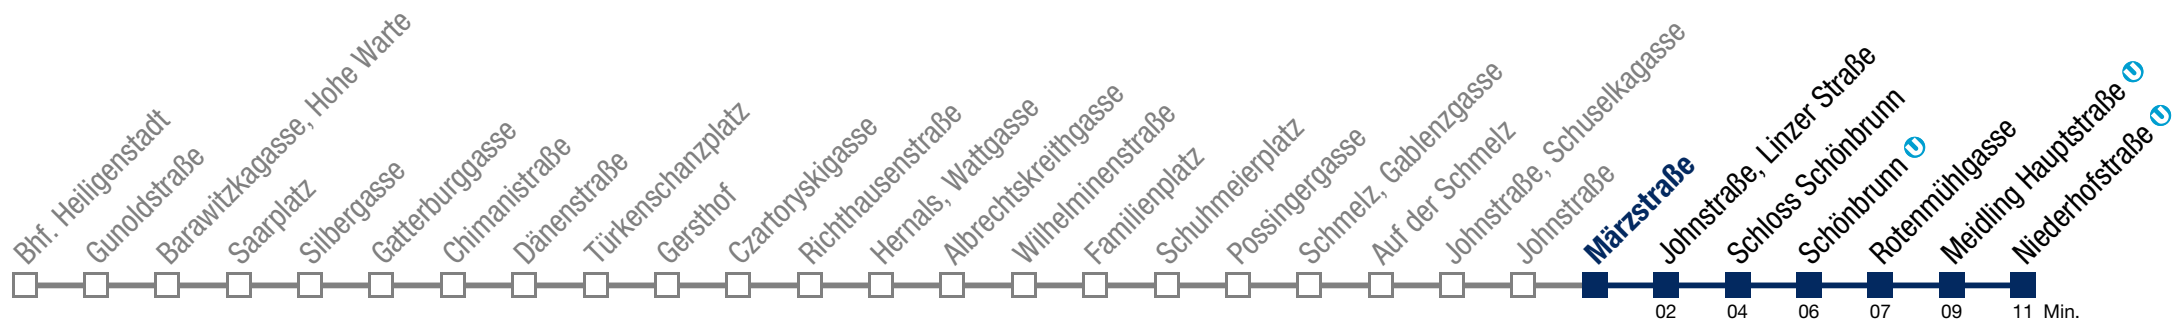 Bhf. Heiligenstadt
Gunoldstraße
Barawitzkagasse, Hohe Warte
Saarplatz
Silbergasse
Gatterburggasse
Chimanistraße
Dänenstraße
Türkenschanzplatz
Gersthof
Czartoryskigasse
Richthausenstraße
Hernals, Wattgasse
Albrechtskreithgasse
Wilhelminenstraße
Familienplatz
Schuhmeierplatz
Possingergasse
Schmelz, Gablenzgasse
Auf der Schmelz
Johnstraße, Schuselkagasse
Johnstraße
Märzstraße
Johnstraße, Linzer Straße
Schloss Schönbrunn
Schönbrunn U
Rotenmühlgasse
Meidling Hauptstraße U
Niederhofstraße U
02 04 06 07 09 11 Min.